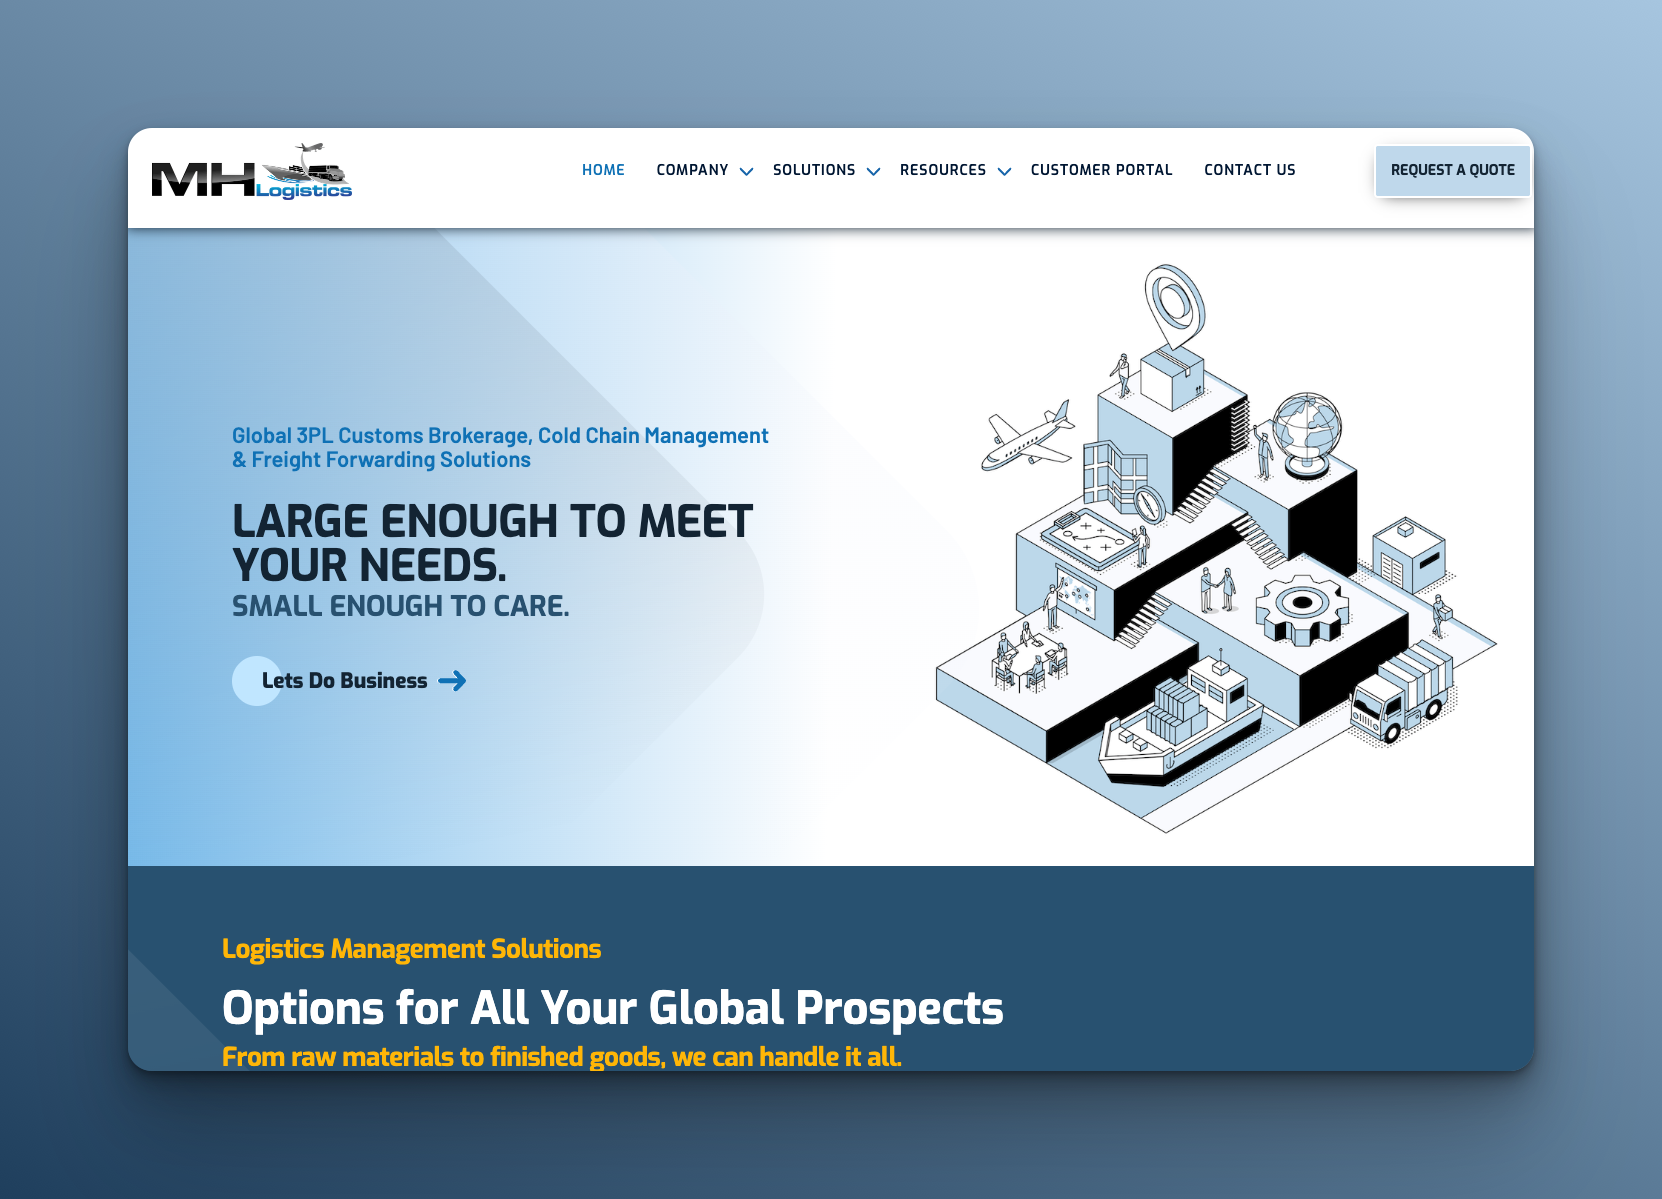 MH Logistics
HOME COMPANY SOLUTIONS RESOURCES CUSTOMER PORTAL CONTACT US REQUEST A QUOTE
Global 3PL Customs Brokerage, Cold Chain Management
& Freight Forwarding Solutions
LARGE ENOUGH TO MEET
YOUR NEEDS.
SMALL ENOUGH TO CARE.
Lets Do Business
Logistics Management Solutions
Options for All Your Global Prospects
From raw materials to finished goods, we can handle it all.